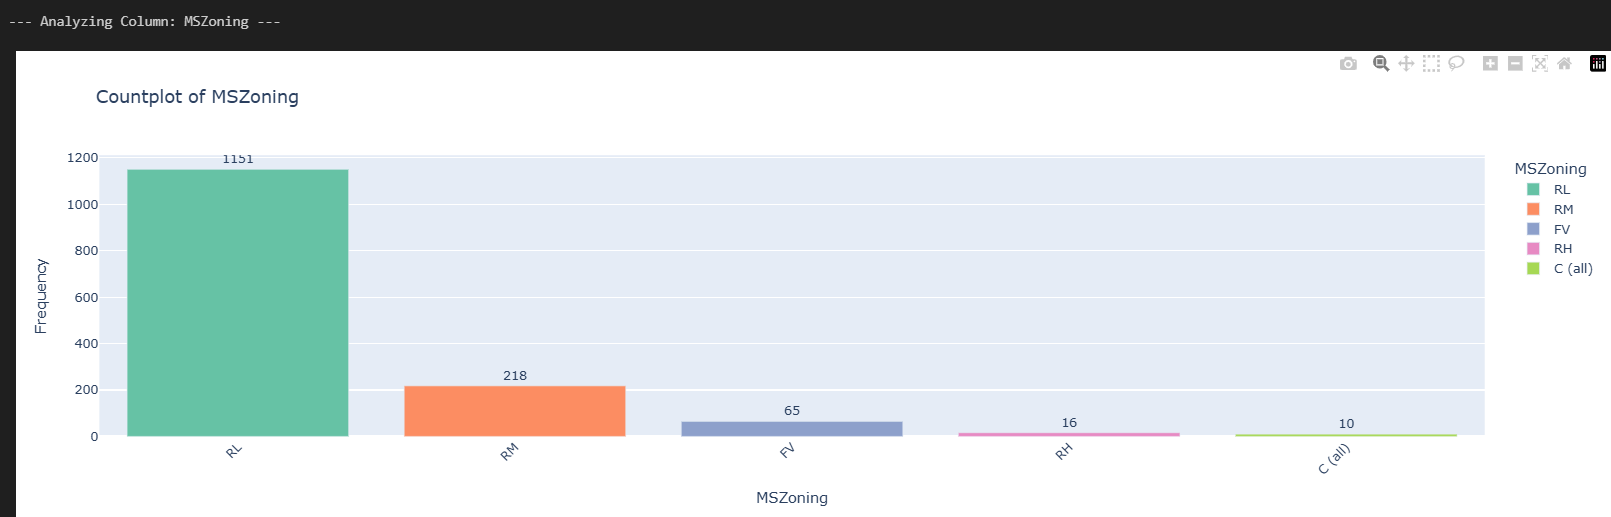 --- Analyzing Column: MSZoning ---
Countplot of MSZoning
1200
1000
800
600
400
200
0
Frequency
1151
218
65
16
10
RL
RM
FV
RH
C (all)
MSZoning
MSZoning
RL
RM
FV
RH
C (all)